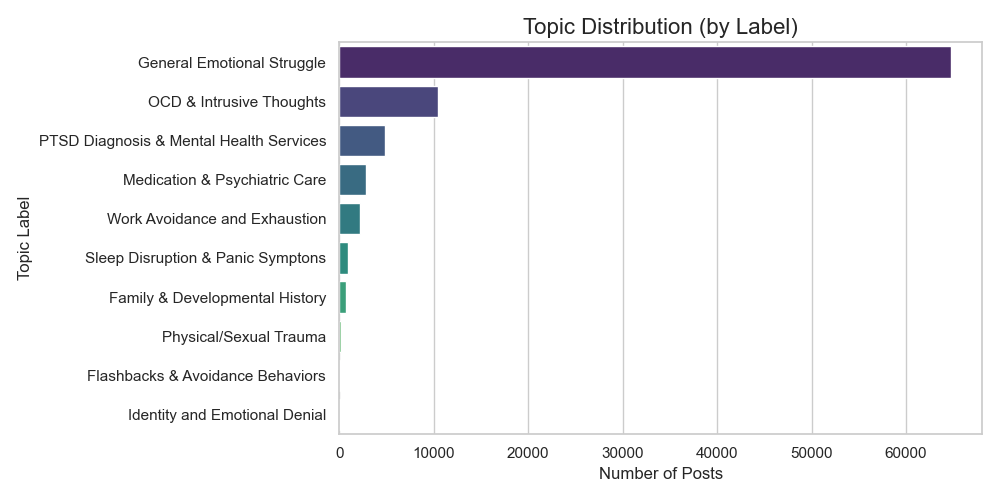 Topic Distribution (by Label)
Topic Label
General Emotional Struggle
OCD & Intrusive Thoughts
PTSD Diagnosis & Mental Health Services
Medication & Psychiatric Care
Work Avoidance and Exhaustion
Sleep Disruption & Panic Symptons
Family & Developmental History
Physical/Sexual Trauma
Flashbacks & Avoidance Behaviors
Identity and Emotional Denial
0 10000 20000 30000 40000 50000 60000
Number of Posts